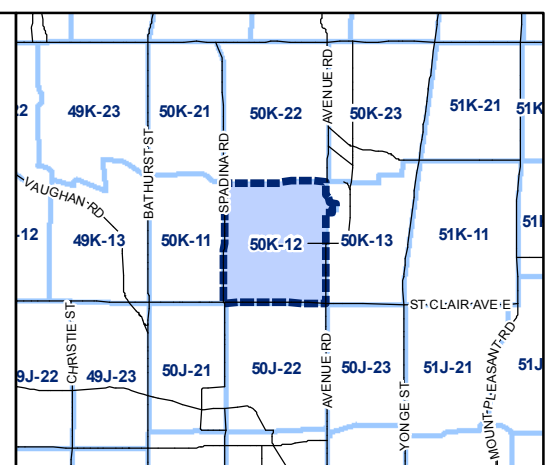 22
49K-23
50K-21
50K-22
50K-23
51K-21
51K
AVENUE RD
BATHURST ST
SPADINA RD
VAUGHAN RD
-12
49K-13
50K-11
50K-12
50K-13
51K-11
ST CLAIR AVE E
CHRISTIE ST
9J-22
49J-23
50J-21
50J-22
AVENUE RD
50J-23
YONGE ST
51J-21
MOUNT PLEASANT RD
51J